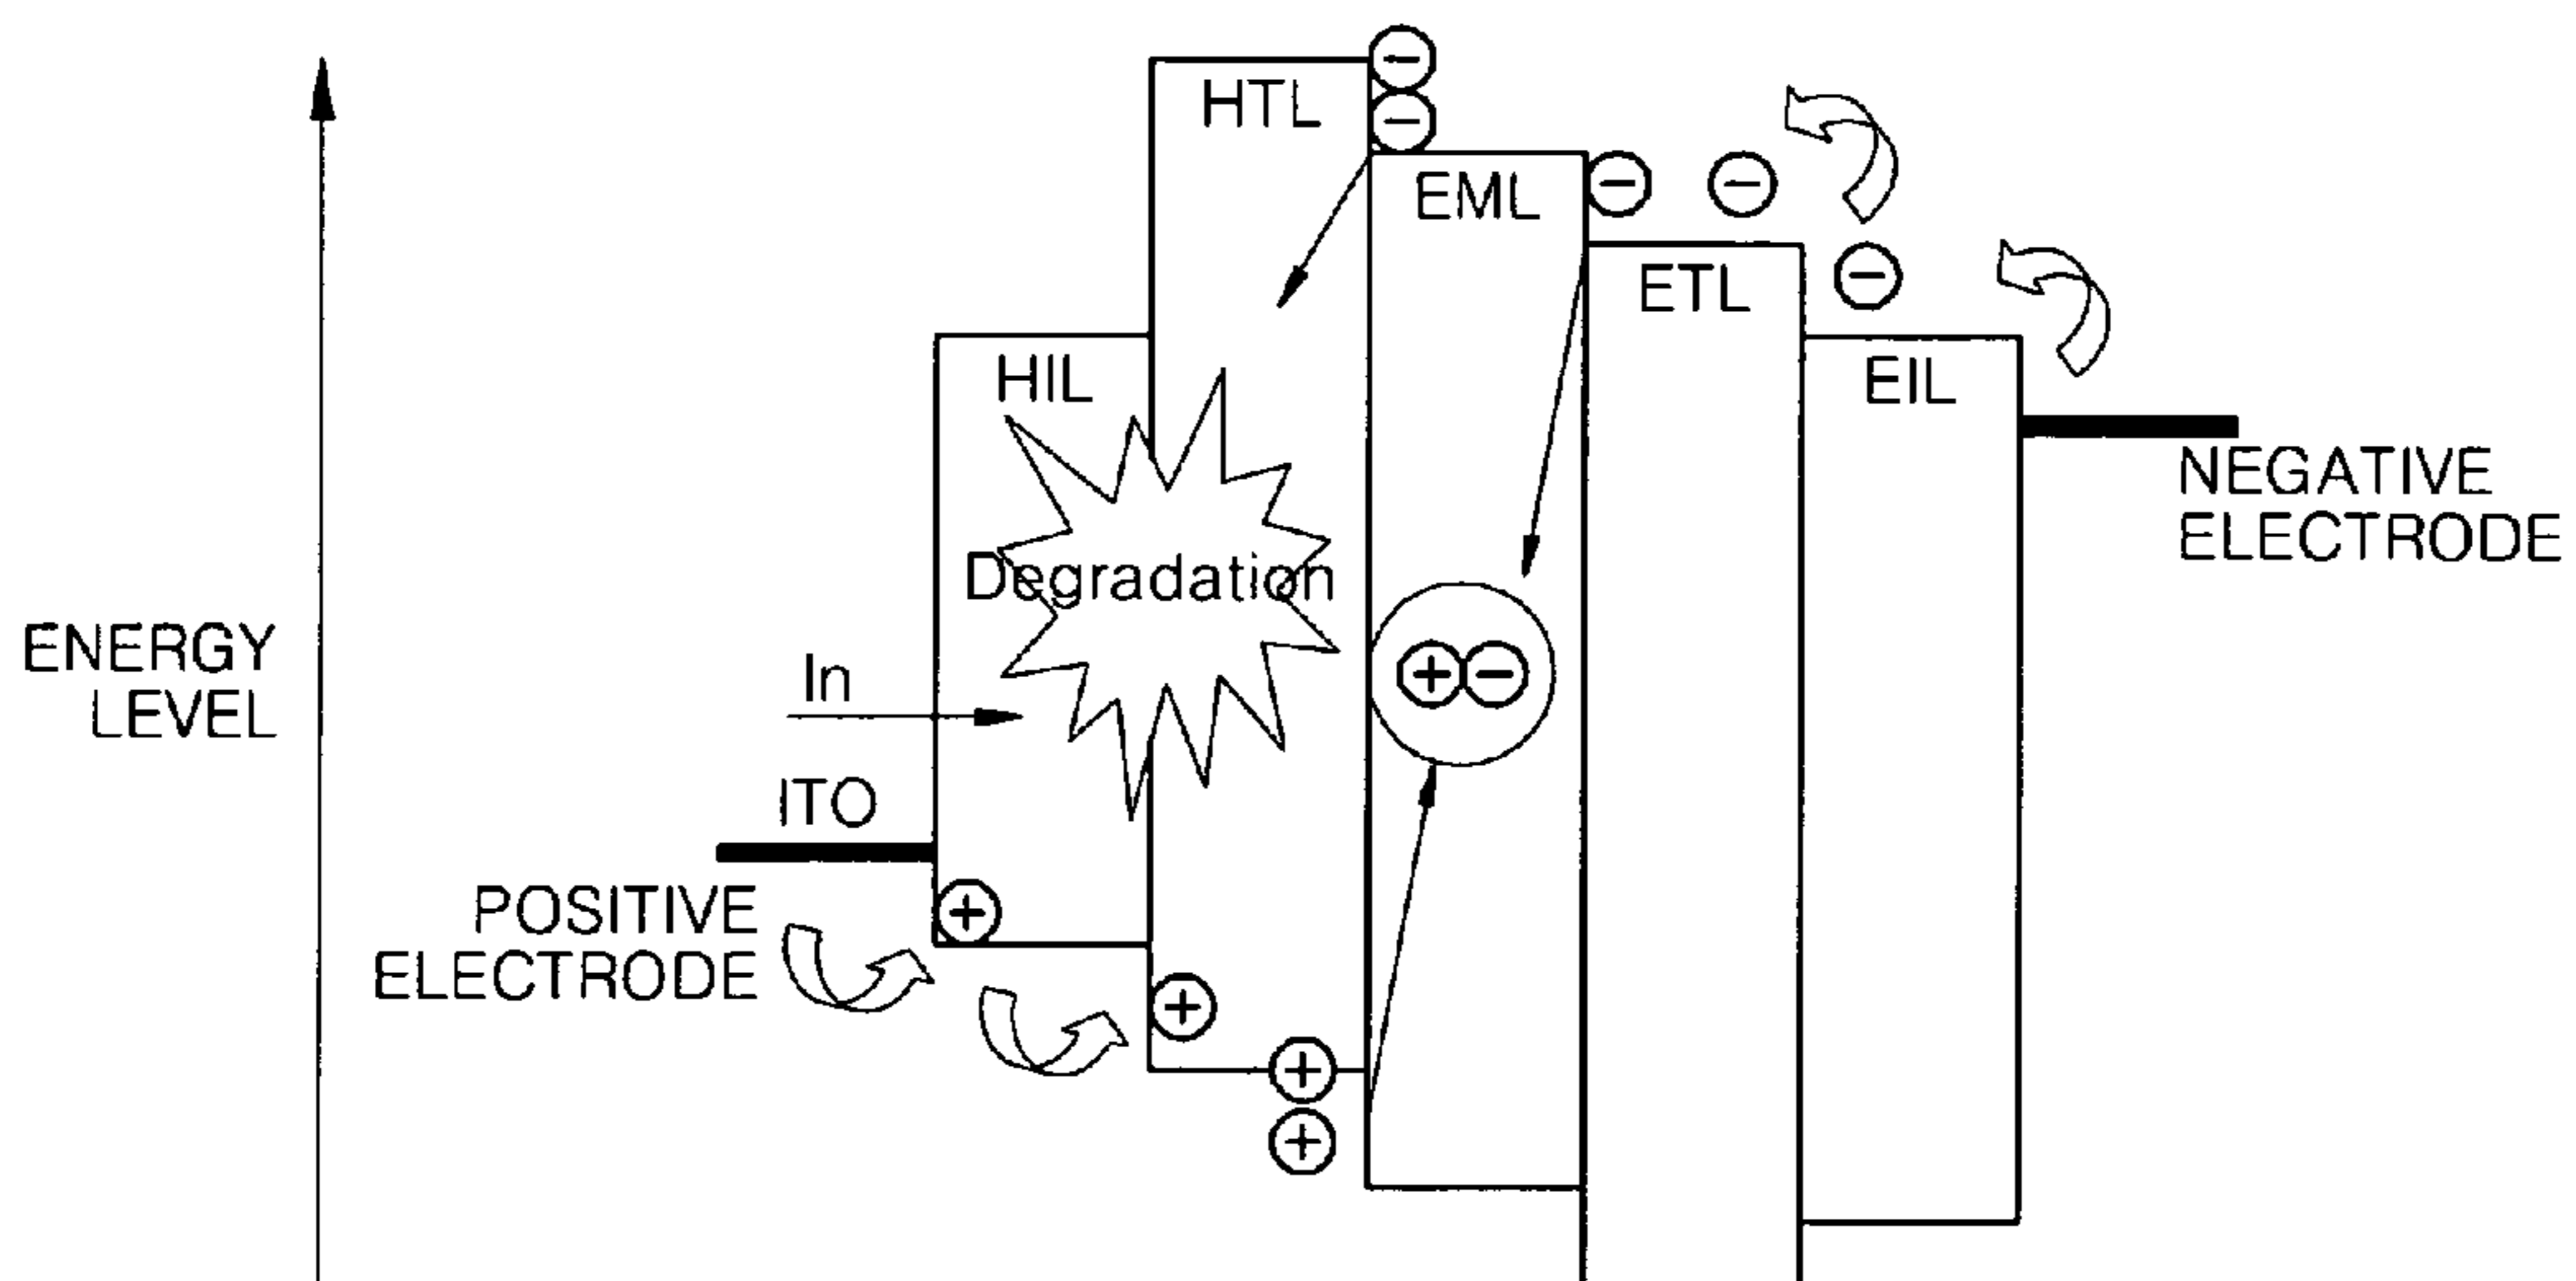 HTL
EML
ETL
HIL
EIL
NEGATIVE
ELECTRODE
Degradation
ENERGY
LEVEL
In
ITO
POSITIVE
ELECTRODE